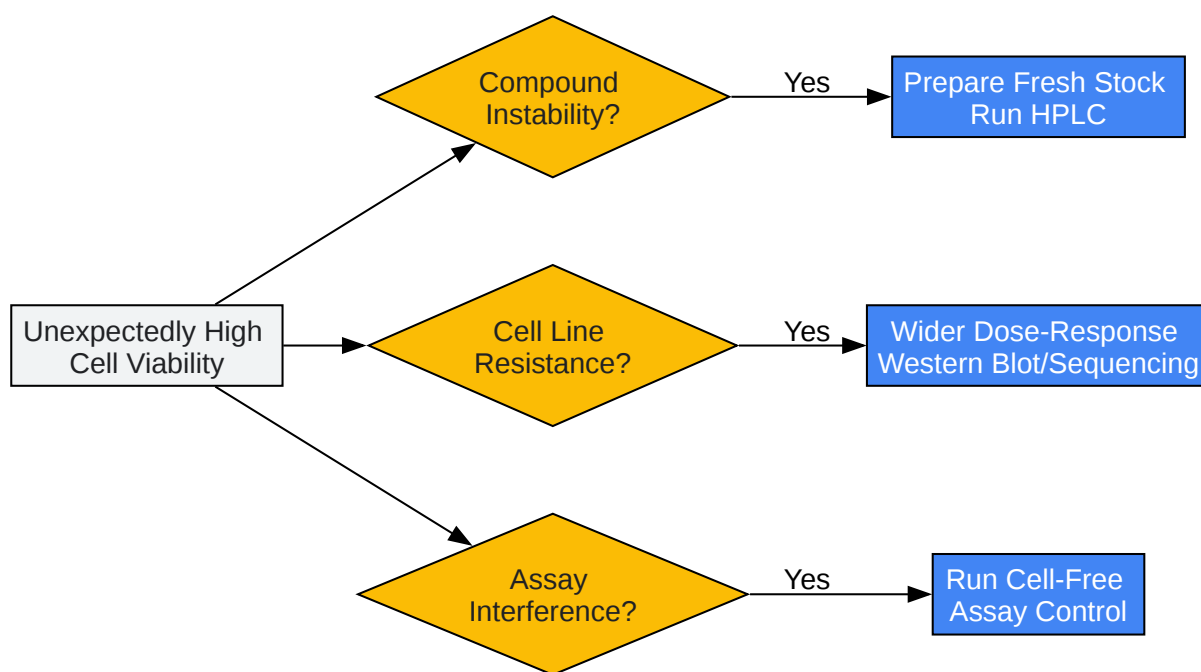 Compound
Instability?
Yes
Prepare Fresh Stock
Run HPLC
Unexpectedly High
Cell Viability
Cell Line
Resistance?
Yes
Wider Dose-Response
Western Blot/Sequencing
Assay
Interference?
Yes
Run Cell-Free
Assay Control